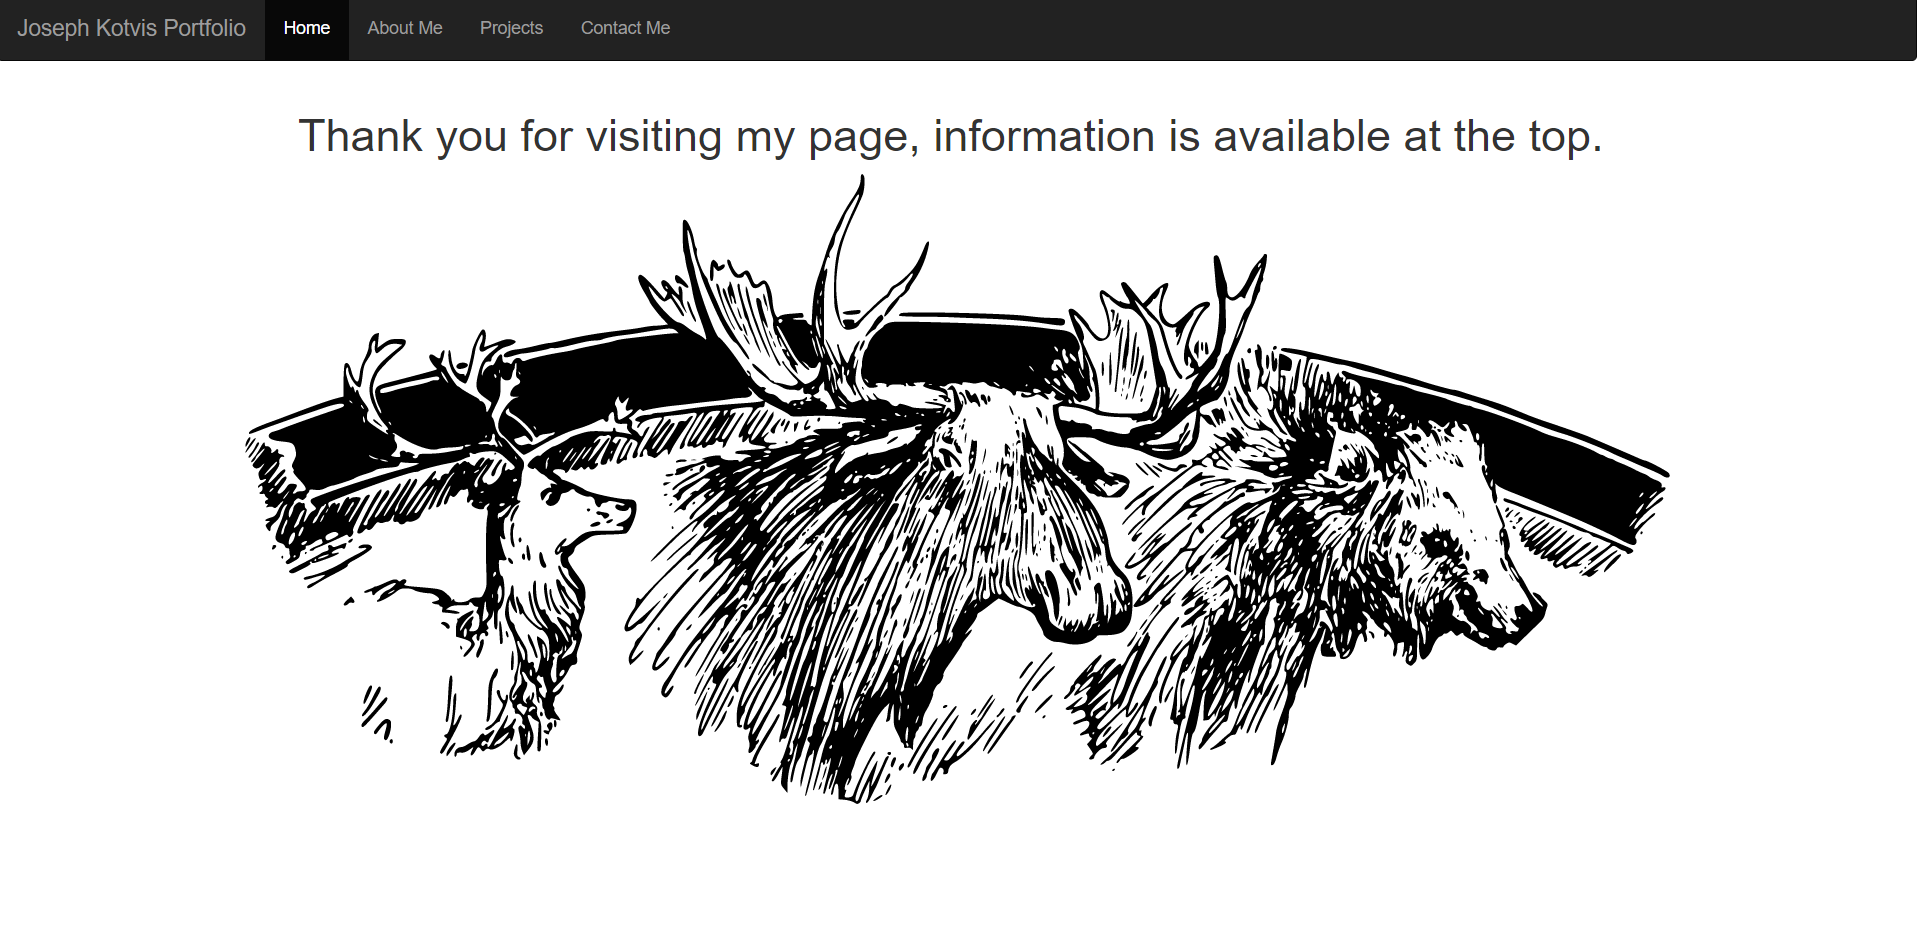 Joseph Kotvis Portfolio Home About Me Projects Contact Me
Thank you for visiting my page, information is available at the top.